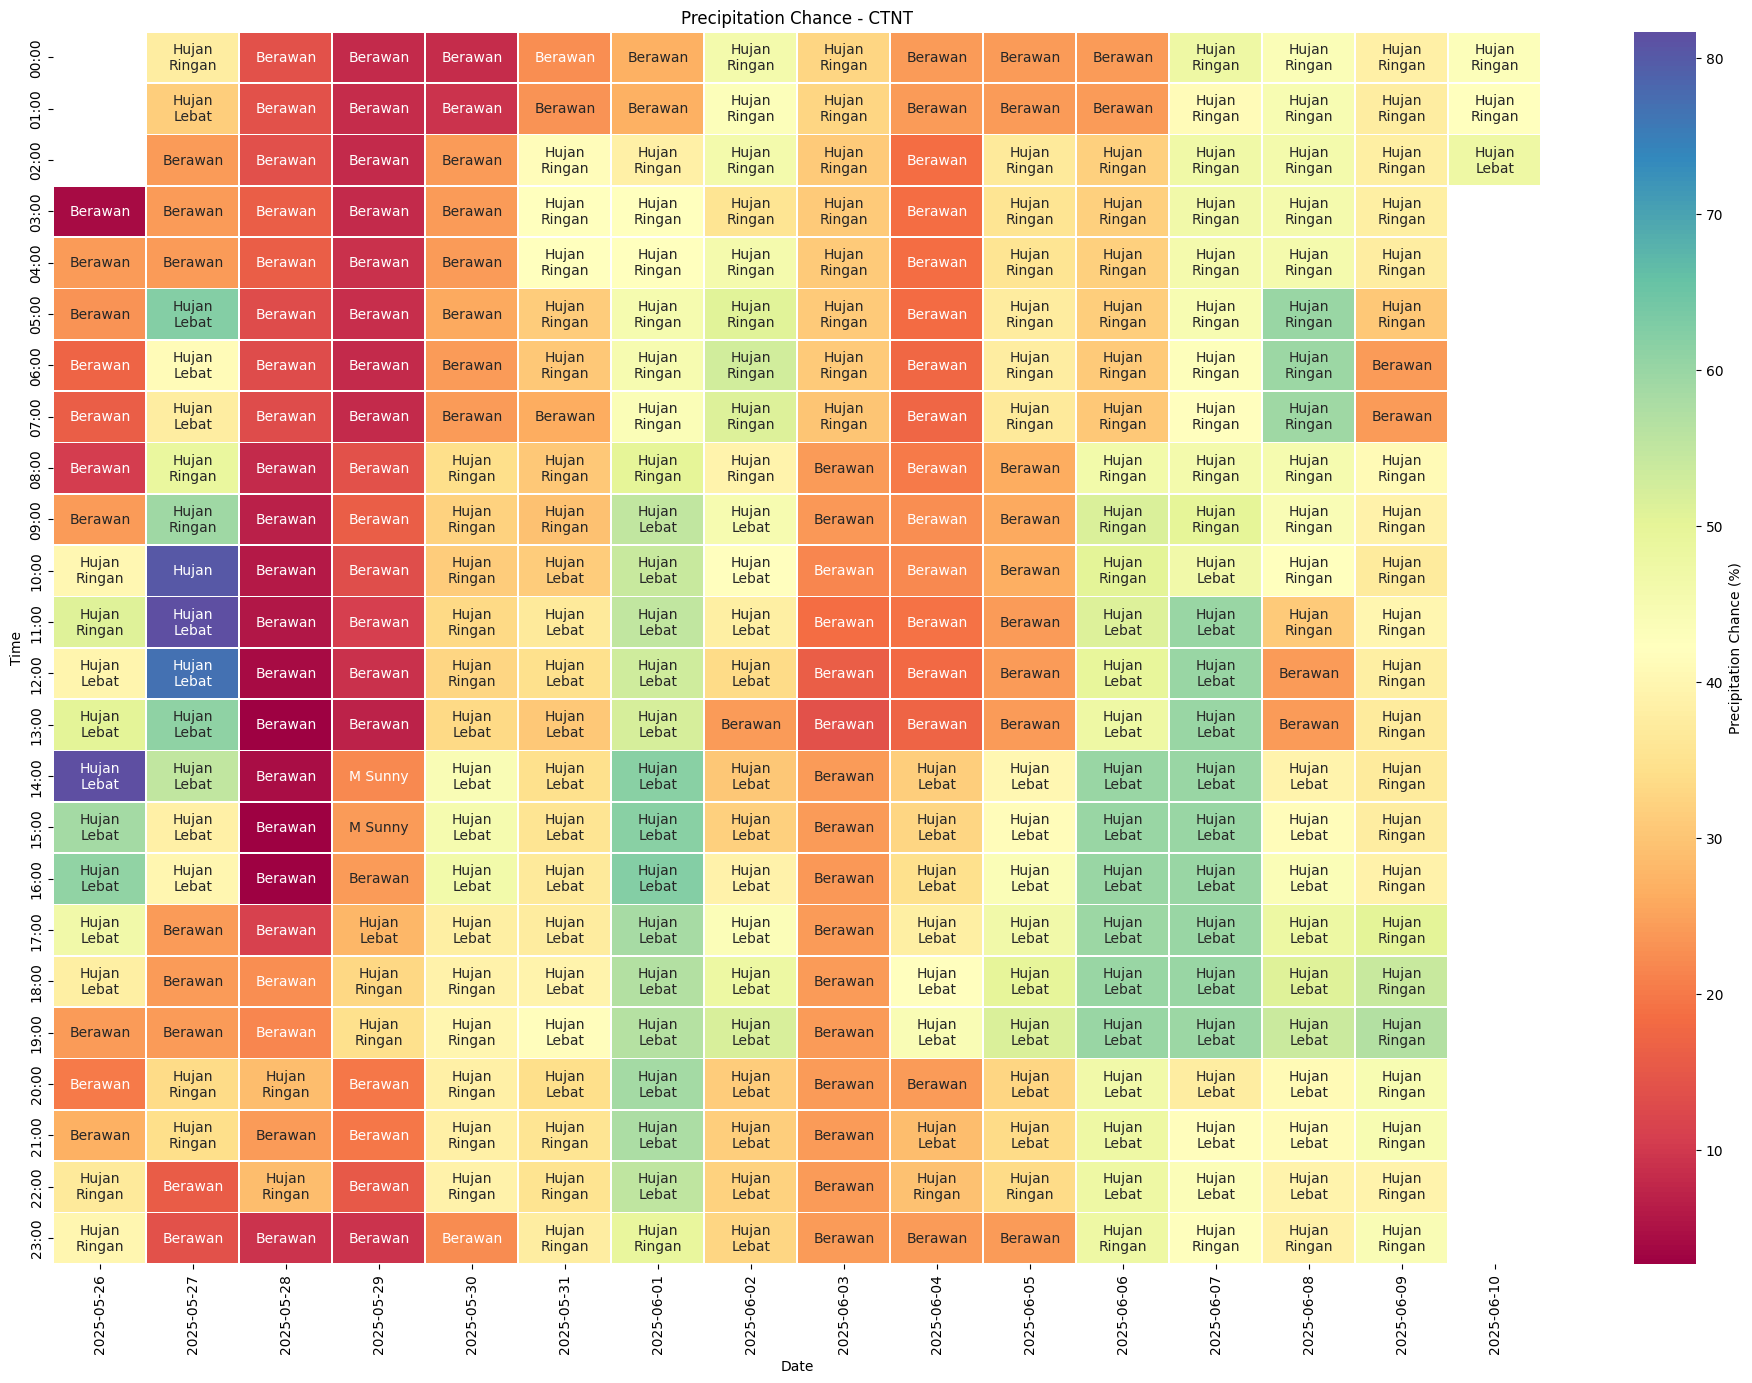 Precipitation Chance - CTNT
00:00 Hujan Ringan Berawan Berawan Berawan Berawan Berawan Hujan Ringan Hujan Ringan Berawan Berawan Berawan Hujan Ringan Hujan Ringan Hujan Ringan Hujan Ringan
01:00 Hujan Lebat Berawan Berawan Berawan Berawan Berawan Hujan Ringan Hujan Ringan Berawan Berawan Berawan Hujan Ringan Hujan Ringan Hujan Ringan Hujan Ringan
02:00 Berawan Berawan Berawan Berawan Hujan Ringan Hujan Ringan Hujan Ringan Hujan Ringan Berawan Hujan Ringan Hujan Ringan Hujan Ringan Hujan Ringan Hujan Ringan Hujan Lebat
03:00 Berawan Berawan Berawan Berawan Berawan Hujan Ringan Hujan Ringan Hujan Ringan Hujan Ringan Berawan Hujan Ringan Hujan Ringan Hujan Ringan Hujan Ringan Hujan Ringan
04:00 Berawan Berawan Berawan Berawan Berawan Hujan Ringan Hujan Ringan Hujan Ringan Hujan Ringan Berawan Hujan Ringan Hujan Ringan Hujan Ringan Hujan Ringan Hujan Ringan
05:00 Berawan Hujan Lebat Berawan Berawan Berawan Hujan Ringan Hujan Ringan Hujan Ringan Hujan Ringan Berawan Hujan Ringan Hujan Ringan Hujan Ringan Hujan Ringan Hujan Ringan
06:00 Berawan Hujan Lebat Berawan Berawan Berawan Hujan Ringan Hujan Ringan Hujan Ringan Hujan Ringan Berawan Hujan Ringan Hujan Ringan Hujan Ringan Hujan Ringan Berawan
07:00 Berawan Hujan Lebat Berawan Berawan Berawan Berawan Hujan Ringan Hujan Ringan Hujan Ringan Berawan Hujan Ringan Hujan Ringan Hujan Ringan Hujan Ringan Berawan
08:00 Berawan Hujan Ringan Berawan Berawan Hujan Ringan Hujan Ringan Hujan Ringan Hujan Ringan Berawan Berawan Berawan Hujan Ringan Hujan Ringan Hujan Ringan Hujan Ringan
09:00 Berawan Hujan Ringan Berawan Berawan Hujan Ringan Hujan Ringan Hujan Lebat Hujan Lebat Berawan Berawan Berawan Hujan Ringan Hujan Ringan Hujan Ringan Hujan Ringan
10:00 Hujan Ringan Hujan Berawan Berawan Hujan Ringan Hujan Lebat Hujan Lebat Hujan Lebat Berawan Berawan Berawan Hujan Ringan Hujan Lebat Hujan Ringan Hujan Ringan
11:00 Hujan Ringan Hujan Lebat Berawan Berawan Hujan Ringan Hujan Lebat Hujan Lebat Hujan Lebat Berawan Berawan Berawan Hujan Lebat Hujan Lebat Hujan Ringan Hujan Ringan
12:00 Hujan Lebat Hujan Lebat Berawan Berawan Hujan Ringan Hujan Lebat Hujan Lebat Hujan Lebat Berawan Berawan Berawan Hujan Lebat Hujan Lebat Berawan Hujan Ringan
13:00 Hujan Lebat Hujan Lebat Berawan Berawan Hujan Lebat Hujan Lebat Hujan Lebat Berawan Berawan Berawan Berawan Hujan Lebat Hujan Lebat Berawan Hujan Ringan
14:00 Hujan Lebat Hujan Lebat Berawan M Sunny Hujan Lebat Hujan Lebat Hujan Lebat Hujan Lebat Berawan Hujan Lebat Hujan Lebat Hujan Lebat Hujan Lebat Hujan Lebat Hujan Ringan
15:00 Hujan Lebat Hujan Lebat Berawan M Sunny Hujan Lebat Hujan Lebat Hujan Lebat Hujan Lebat Berawan Hujan Lebat Hujan Lebat Hujan Lebat Hujan Lebat Hujan Lebat Hujan Ringan
16:00 Hujan Lebat Hujan Lebat Berawan Berawan Hujan Lebat Hujan Lebat Hujan Lebat Hujan Lebat Berawan Hujan Lebat Hujan Lebat Hujan Lebat Hujan Lebat Hujan Lebat Hujan Ringan
17:00 Hujan Lebat Berawan Berawan Hujan Lebat Hujan Lebat Hujan Lebat Hujan Lebat Hujan Lebat Berawan Hujan Lebat Hujan Lebat Hujan Lebat Hujan Lebat Hujan Lebat Hujan Ringan
18:00 Hujan Lebat Berawan Berawan Hujan Ringan Hujan Ringan Hujan Lebat Hujan Lebat Hujan Lebat Berawan Hujan Lebat Hujan Lebat Hujan Lebat Hujan Lebat Hujan Lebat Hujan Ringan
19:00 Berawan Berawan Berawan Hujan Ringan Hujan Ringan Hujan Lebat Hujan Lebat Hujan Lebat Berawan Hujan Lebat Hujan Lebat Hujan Lebat Hujan Lebat Hujan Lebat Hujan Ringan
20:00 Berawan Hujan Ringan Hujan Ringan Berawan Hujan Ringan Hujan Lebat Hujan Lebat Hujan Lebat Berawan Berawan Hujan Lebat Hujan Lebat Hujan Lebat Hujan Lebat Hujan Ringan
21:00 Berawan Hujan Ringan Berawan Berawan Hujan Ringan Hujan Ringan Hujan Lebat Hujan Lebat Berawan Hujan Lebat Hujan Lebat Hujan Lebat Hujan Lebat Hujan Lebat Hujan Ringan
22:00 Hujan Ringan Berawan Hujan Ringan Berawan Hujan Ringan Hujan Ringan Hujan Lebat Hujan Lebat Berawan Hujan Ringan Hujan Ringan Hujan Lebat Hujan Lebat Hujan Lebat Hujan Ringan
23:00 Hujan Ringan Berawan Berawan Berawan Berawan Hujan Ringan Hujan Ringan Hujan Lebat Berawan Berawan Berawan Hujan Ringan Hujan Ringan Hujan Ringan Hujan Ringan
Time
2025-05-26 2025-05-27 2025-05-28 2025-05-29 2025-05-30 2025-05-31 2025-06-01 2025-06-02 2025-06-03 2025-06-04 2025-06-05 2025-06-06 2025-06-07 2025-06-08 2025-06-09 2025-06-10
Date
80
70
60
50
40
30
20
10
Precipitation Chance (%)